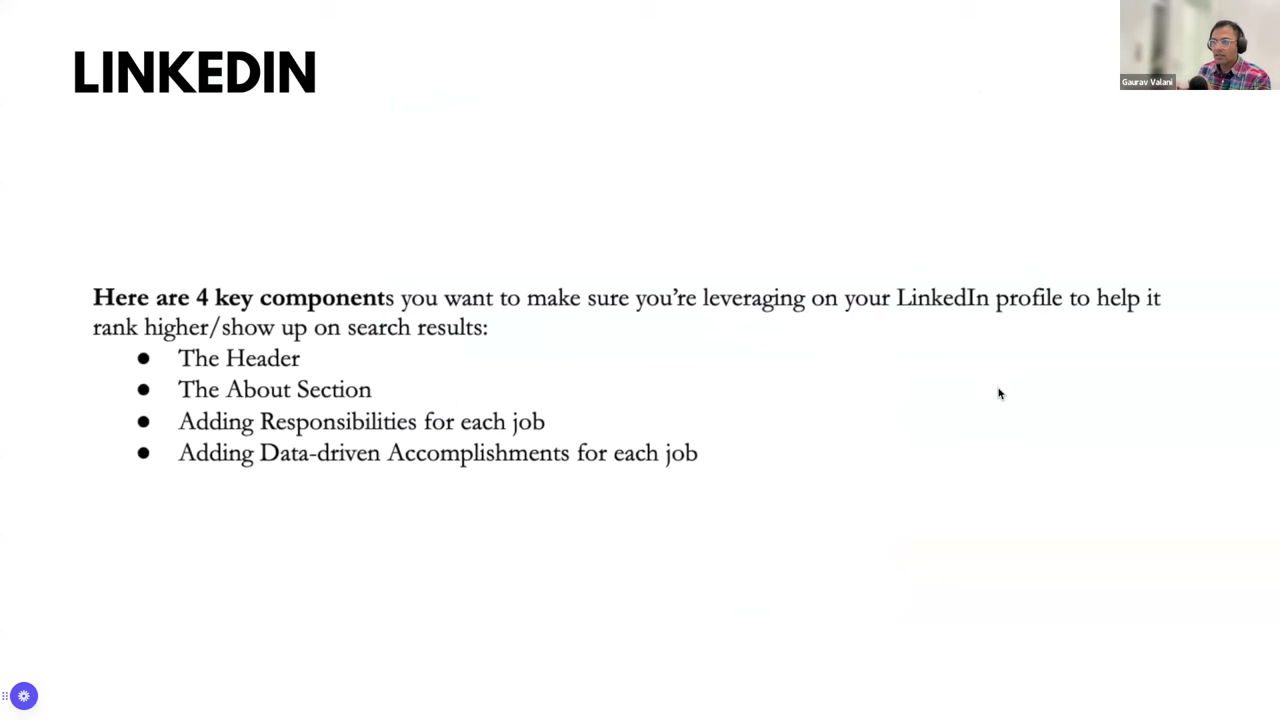 LINKEDIN
Gaurav Valani
Here are 4 key components you want to make sure you’re leveraging on your LinkedIn profile to help it
rank higher/show up on search results:
● The Header
● The About Section
● Adding Responsibilities for each job
● Adding Data-driven Accomplishments for each job